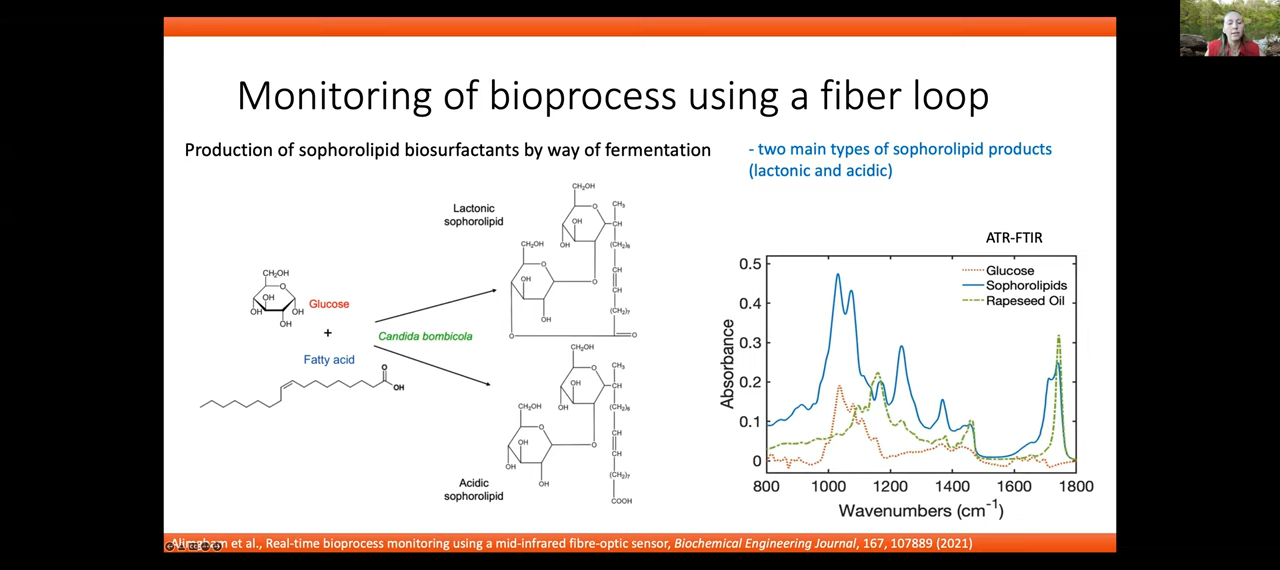 Monitoring of bioprocess using a fiber loop
Production of sophorolipid biosurfactants by way of fermentation
- two main types of sophorolipid products
(lactonic and acidic)
Lactonic
sophorolipid
CH₂OH
O
CH₃
OH
CH
OH
(CH₂)₆
CH₂OH
O
OH
O
CH
CH
OH
(CH₂)₇
O
O
CH₂OH
O
OH
OH
OH
OH
Glucose
+
Fatty acid
O
OH
Candida bombicola
CH₂OH
O
CH₃
OH
CH
OH
(CH₂)₆
CH₂OH
O
OH
O
CH
CH
OH
OH
(CH₂)₇
COOH
Acidic
sophorolipid
ATR-FTIR
Glucose
Sophorolipids
Rapeseed Oil
Absorbance
0.5
0.4
0.3
0.2
0.1
0
800 1000 1200 1400 1600 1800
Wavenumbers (cm⁻¹)
et al., Real-time bioprocess monitoring using a mid-infrared fibre-optic sensor, Biochemical Engineering Journal, 167, 107889 (2021)